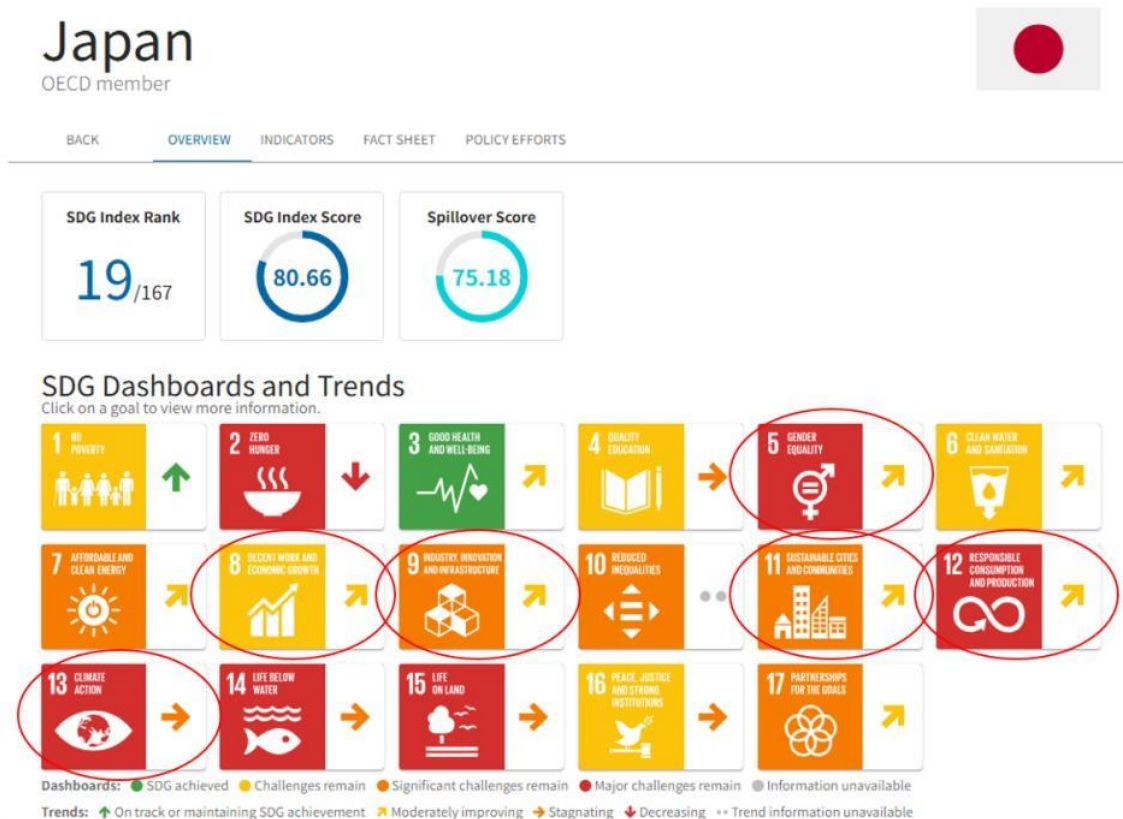 Japan
OECD member
BACK OVERVIEW INDICATORS FACT SHEET POLICY EFFORTS
SDG Index Rank
19/167
SDG Index Score
80.66
Spillover Score
75.18
SDG Dashboards and Trends
Click on a goal to view more information.
1 NO
POVERTY
2 ZERO
HUNGER
3 GOOD HEALTH
AND WELL-BEING
4 QUALITY
EDUCATION
5 GENDER
EQUALITY
6 CLEAN WATER
AND SANITATION
7 AFFORDABLE AND
CLEAN ENERGY
8 DECENT WORK AND
ECONOMIC GROWTH
9 INDUSTRY, INNOVATION
AND INFRASTRUCTURE
10 REDUCED
INEQUALITIES
11 SUSTAINABLE CITIES
AND COMMUNITIES
12 RESPONSIBLE
CONSUMPTION
AND PRODUCTION
13 CLIMATE
ACTION
14 LIFE BELOW
WATER
15 LIFE
ON LAND
16 PEACE, JUSTICE
AND STRONG
INSTITUTIONS
17 PARTNERSHIPS
FOR THE GOALS
Dashboards: SDG achieved Challenges remain Significant challenges remain Major challenges remain Information unavailable
Trends: On track or maintaining SDG achievement Moderately improving Stagnating Decreasing Trend information unavailable